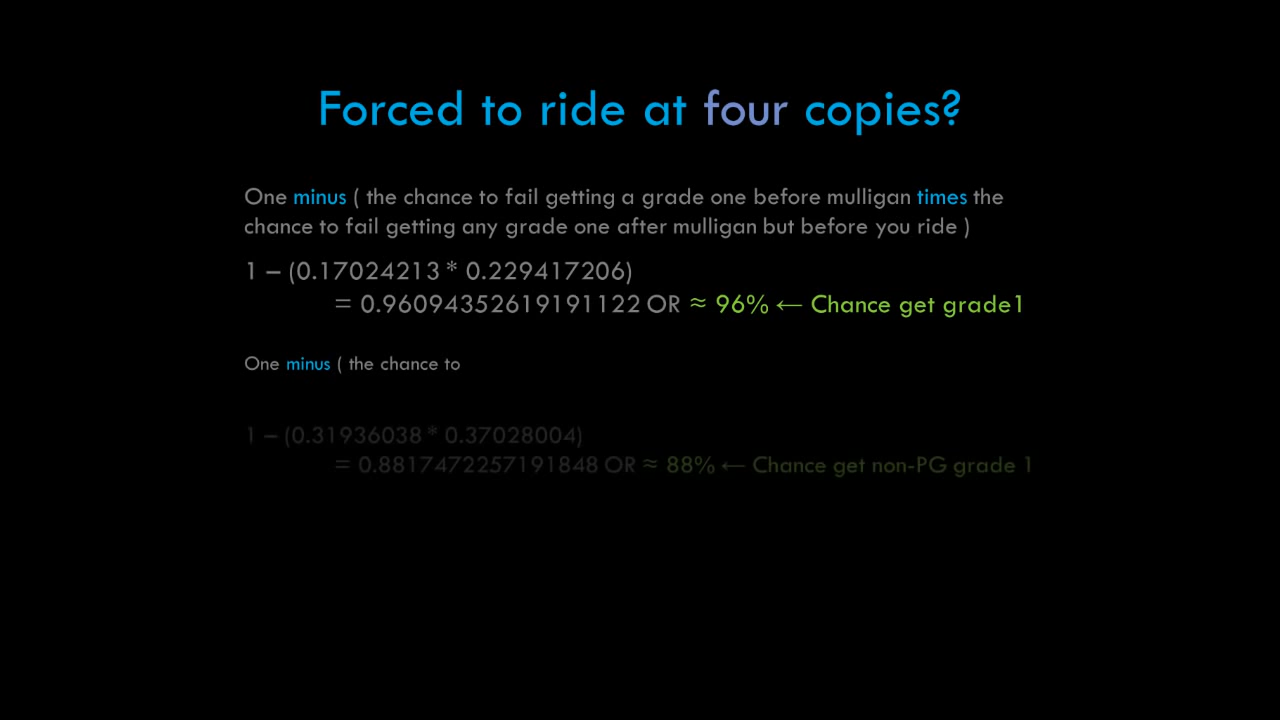 Forced to ride at four copies?
One minus ( the chance to fail getting a grade one before mulligan times the
chance to fail getting any grade one after mulligan but before you ride )
1 – (0.17024213 * 0.229417206)
= 0.96094352619191122 OR ≈ 96% ← Chance get grade1
One minus ( the chance to
1 – (0.31936038 * 0.37028004)
= 0.8817472257191848 OR ≈ 88% ← Chance get non-PG grade 1